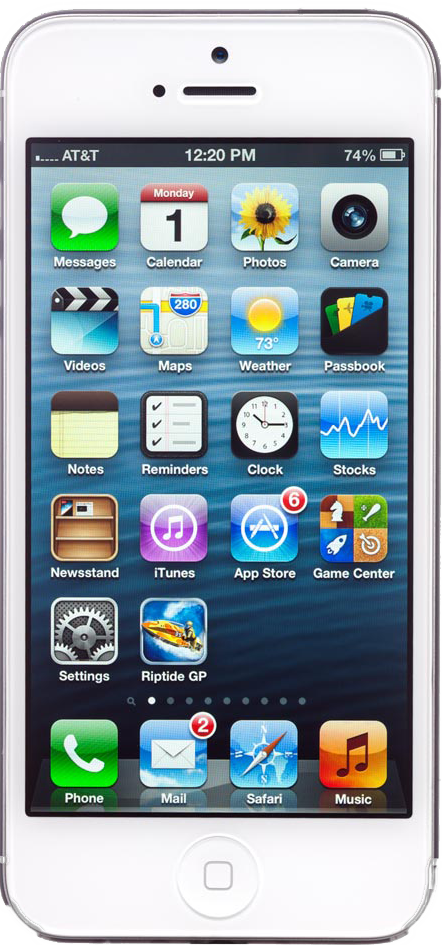 AT&T 12:20 PM 74%
Monday
1
Messages Calendar Photos Camera
280
73°
Videos Maps Weather Passbook
Notes Reminders Clock Stocks
6
Newsstand iTunes App Store Game Center
Settings Riptide GP
2
N
Phone Mail Safari Music